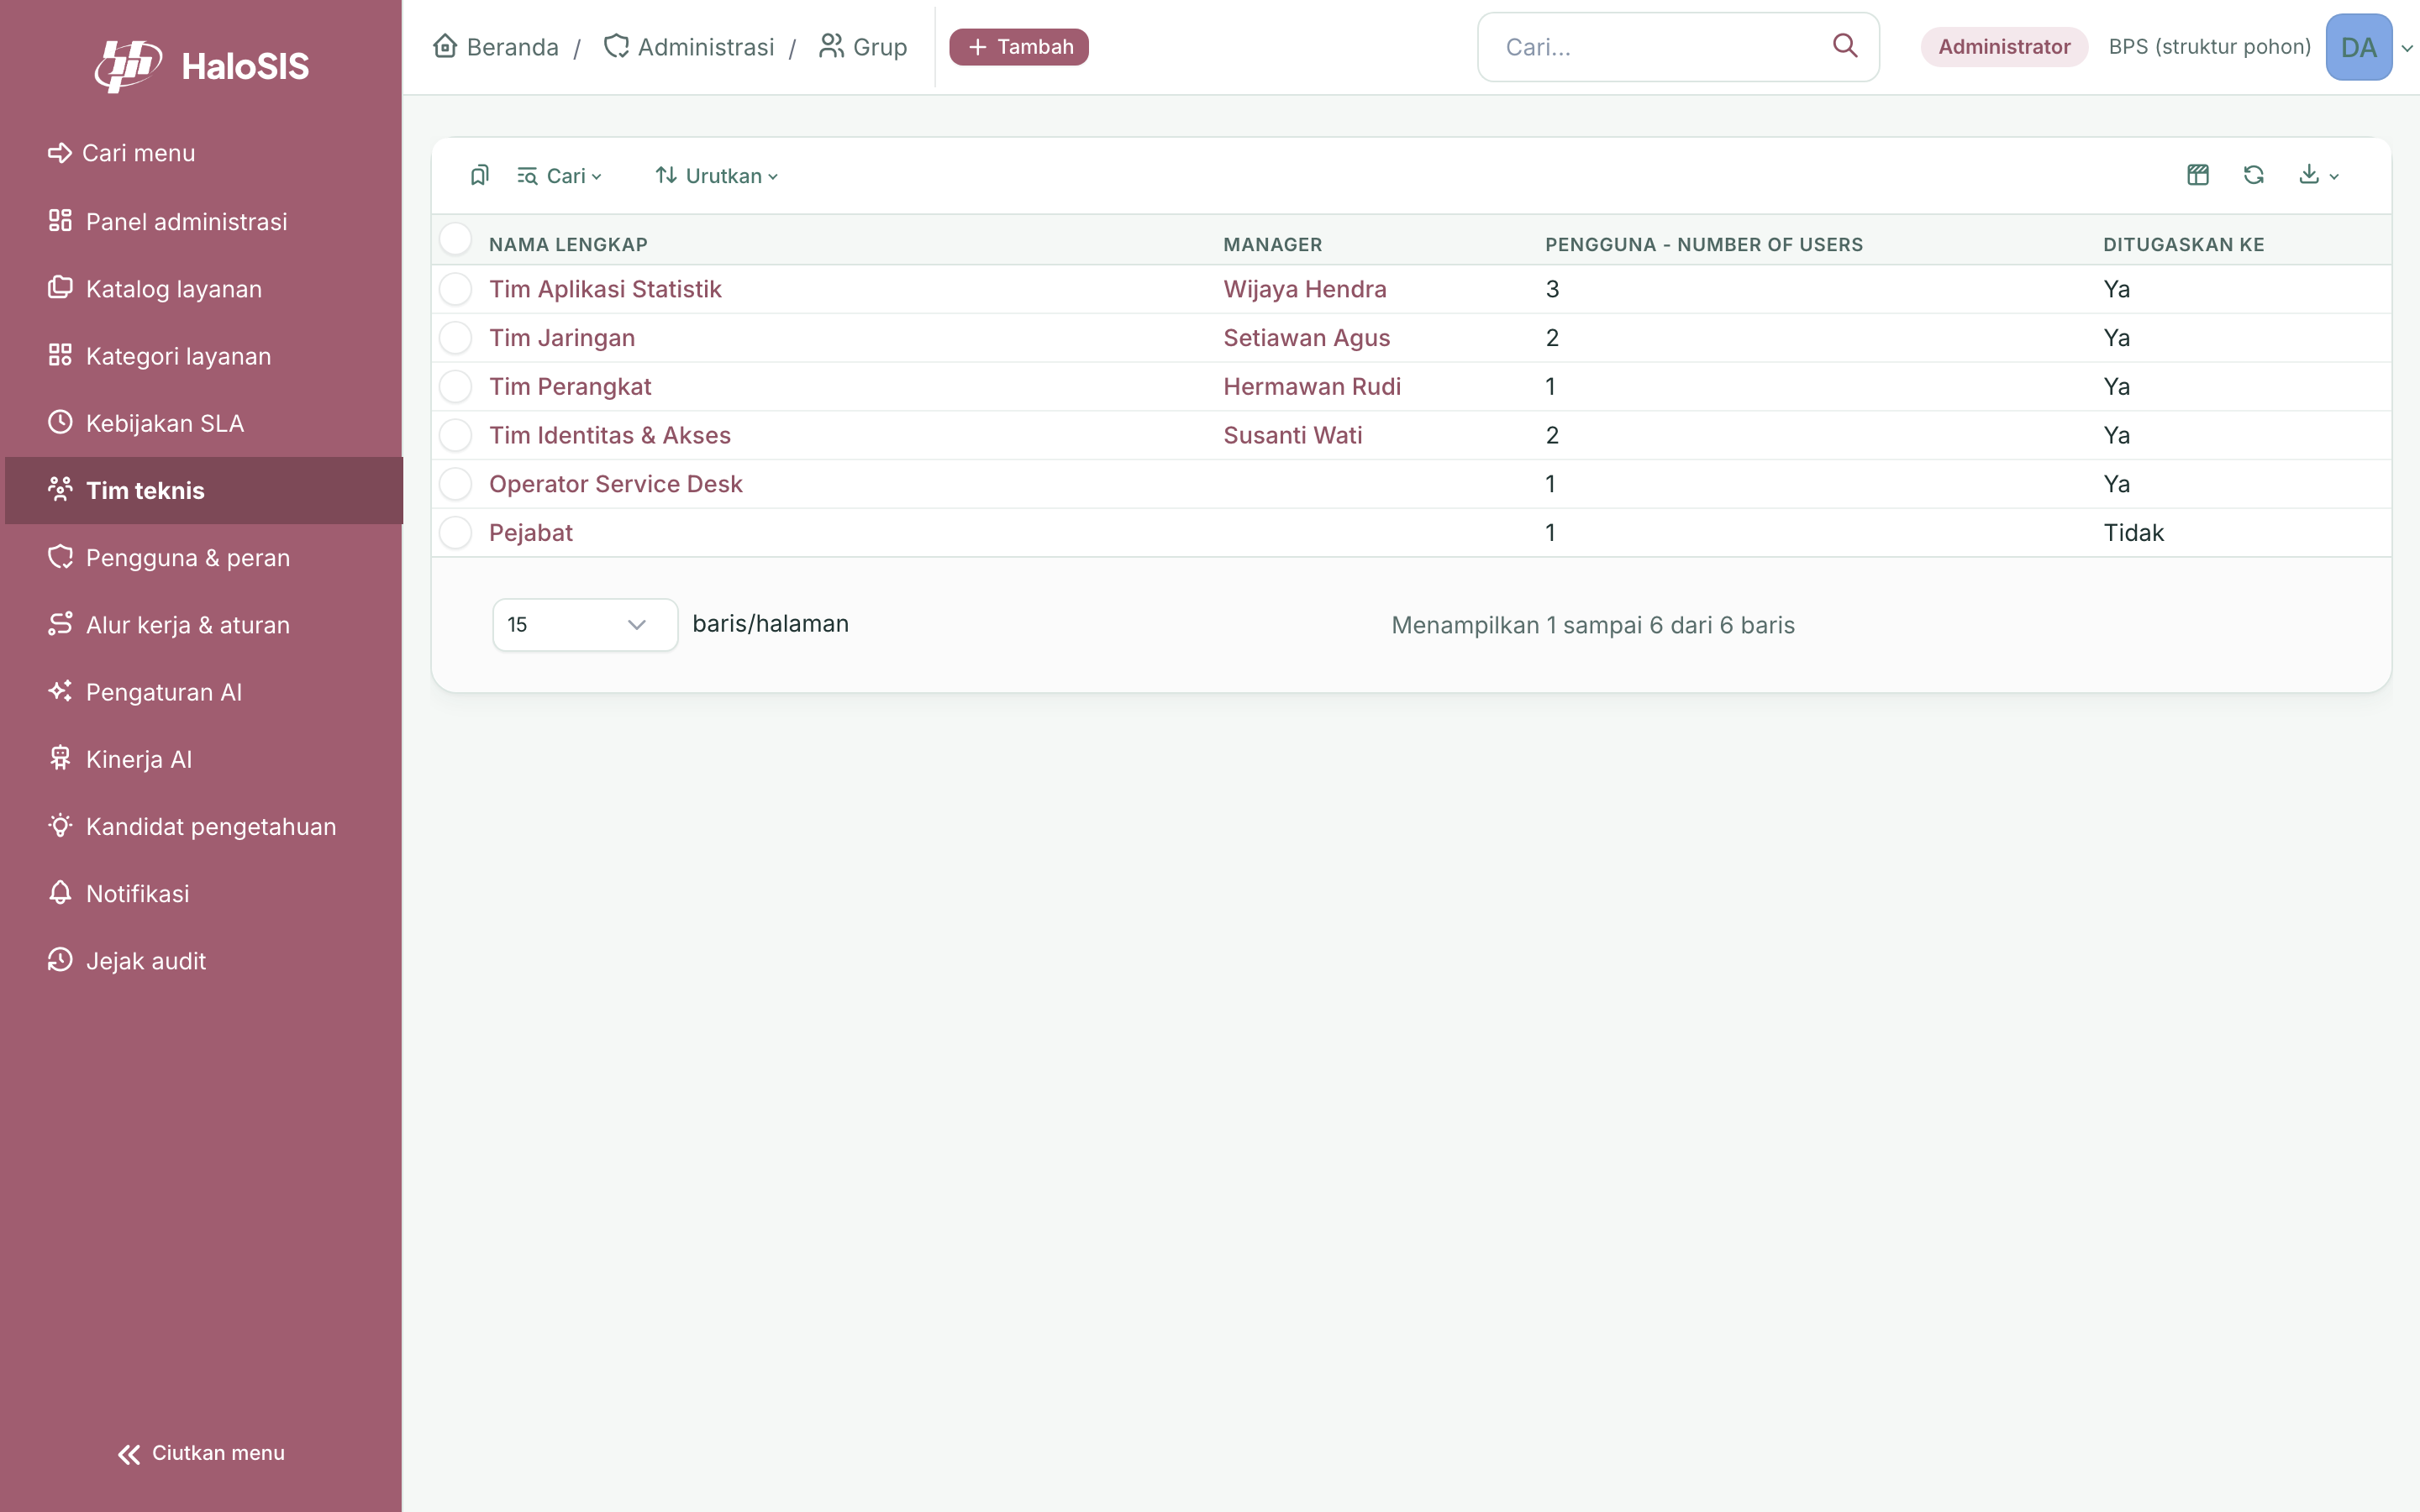 HaloSIS
Cari menu
Panel administrasi
Katalog layanan
Kategori layanan
Kebijakan SLA
Tim teknis
Pengguna & peran
Alur kerja & aturan
Pengaturan AI
Kinerja AI
Kandidat pengetahuan
Notifikasi
Jejak audit
Ciutkan menu
Beranda / Administrasi / Grup
+ Tambah
Cari...
Administrator
BPS (struktur pohon)
DA
Cari
Urutkan
NAMA LENGKAP MANAGER PENGGUNA - NUMBER OF USERS DITUGASKAN KE
Tim Aplikasi Statistik Wijaya Hendra 3 Ya
Tim Jaringan Setiawan Agus 2 Ya
Tim Perangkat Hermawan Rudi 1 Ya
Tim Identitas & Akses Susanti Wati 2 Ya
Operator Service Desk 1 Ya
Pejabat 1 Tidak
15 baris/halaman
Menampilkan 1 sampai 6 dari 6 baris